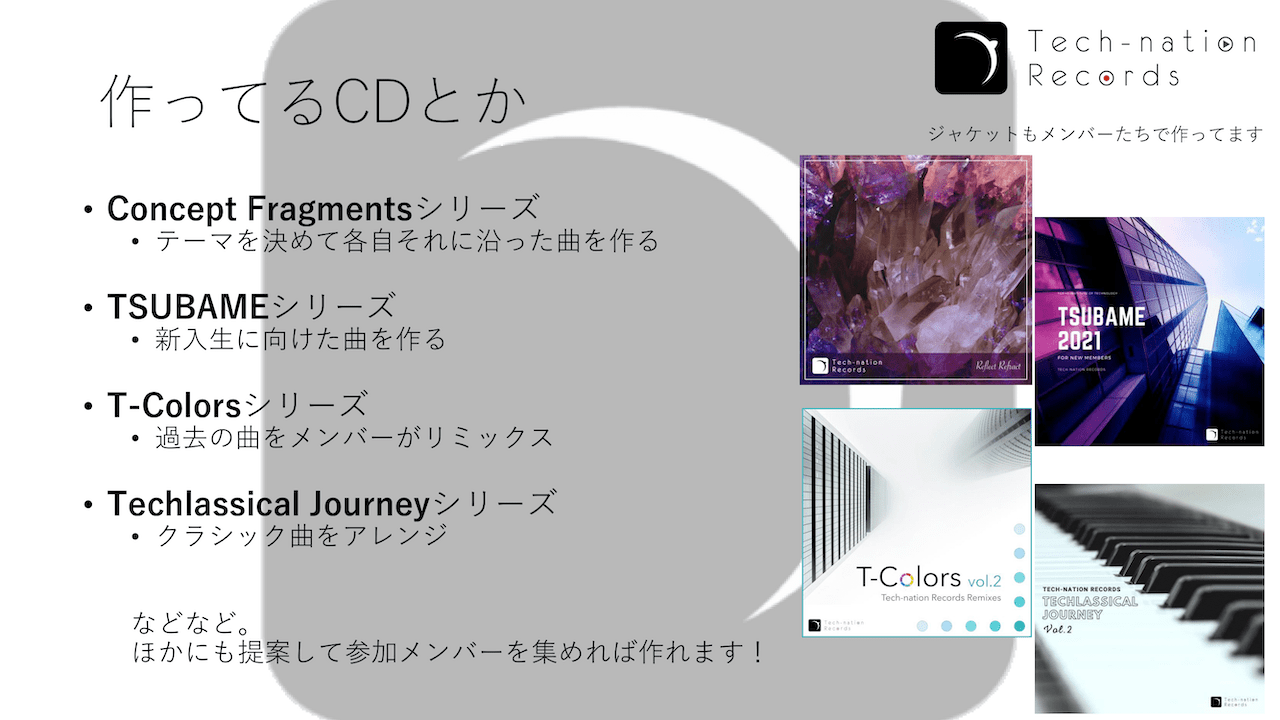 作ってるCDとか
Tech-nation
Records
ジャケットもメンバーたちで作ってます
• Concept Fragmentsシリーズ
• テーマを決めて各自それに沿った曲を作る
• TSUBAMEシリーズ
• 新入生に向けた曲を作る
• T-Colorsシリーズ
• 過去の曲をメンバーがリミックス
• Techlassical Journeyシリーズ
• クラシック曲をアレンジ
などなど。
ほかにも提案して参加メンバーを集めれば作れます！
Tech-nation
Records
Reflect Refract
TSUBAME
2021
FOR NEW MEMBERS
TECH-NATION RECORDS
Tech-nation
Records
T-Colors vol.2
Tech-nation Records Remixes
Tech-nation
Records
TECH-NATION RECORDS
TECHLASSICAL
JOURNEY
Vol.2
Tech-nation
Records